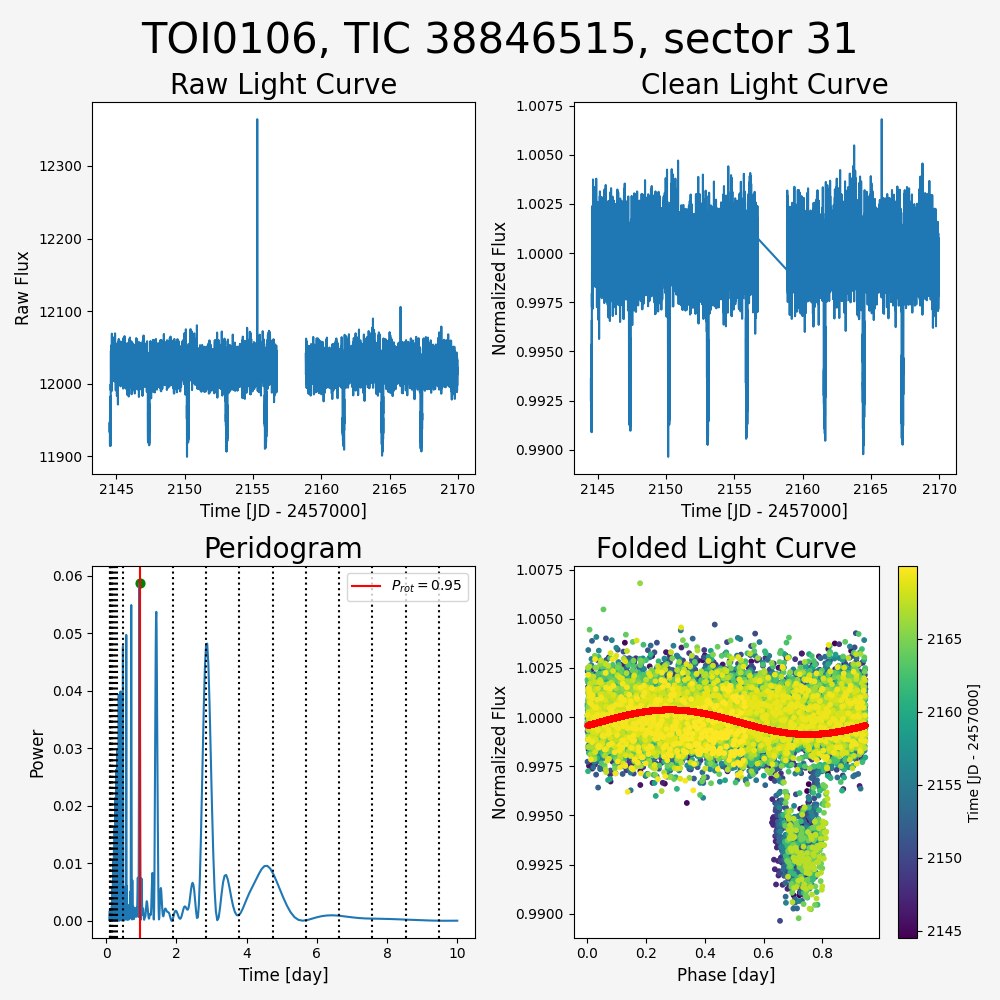 TOI0106, TIC 38846515, sector 31
Raw Light Curve
Raw Flux
12300
12200
12100
12000
11900
2145 2150 2155 2160 2165 2170
Time [JD - 2457000]
Clean Light Curve
Normalized Flux
1.0075
1.0050
1.0025
1.0000
0.9975
0.9950
0.9925
0.9900
2145 2150 2155 2160 2165 2170
Time [JD - 2457000]
Peridogram
Power
0.06
0.05
0.04
0.03
0.02
0.01
0.00
P_rot = 0.95
0 2 4 6 8 10
Time [day]
Folded Light Curve
Normalized Flux
1.0075
1.0050
1.0025
1.0000
0.9975
0.9950
0.9925
0.9900
0.0 0.2 0.4 0.6 0.8
Phase [day]
2165
2160
2155
2150
2145
Time [JD - 2457000]